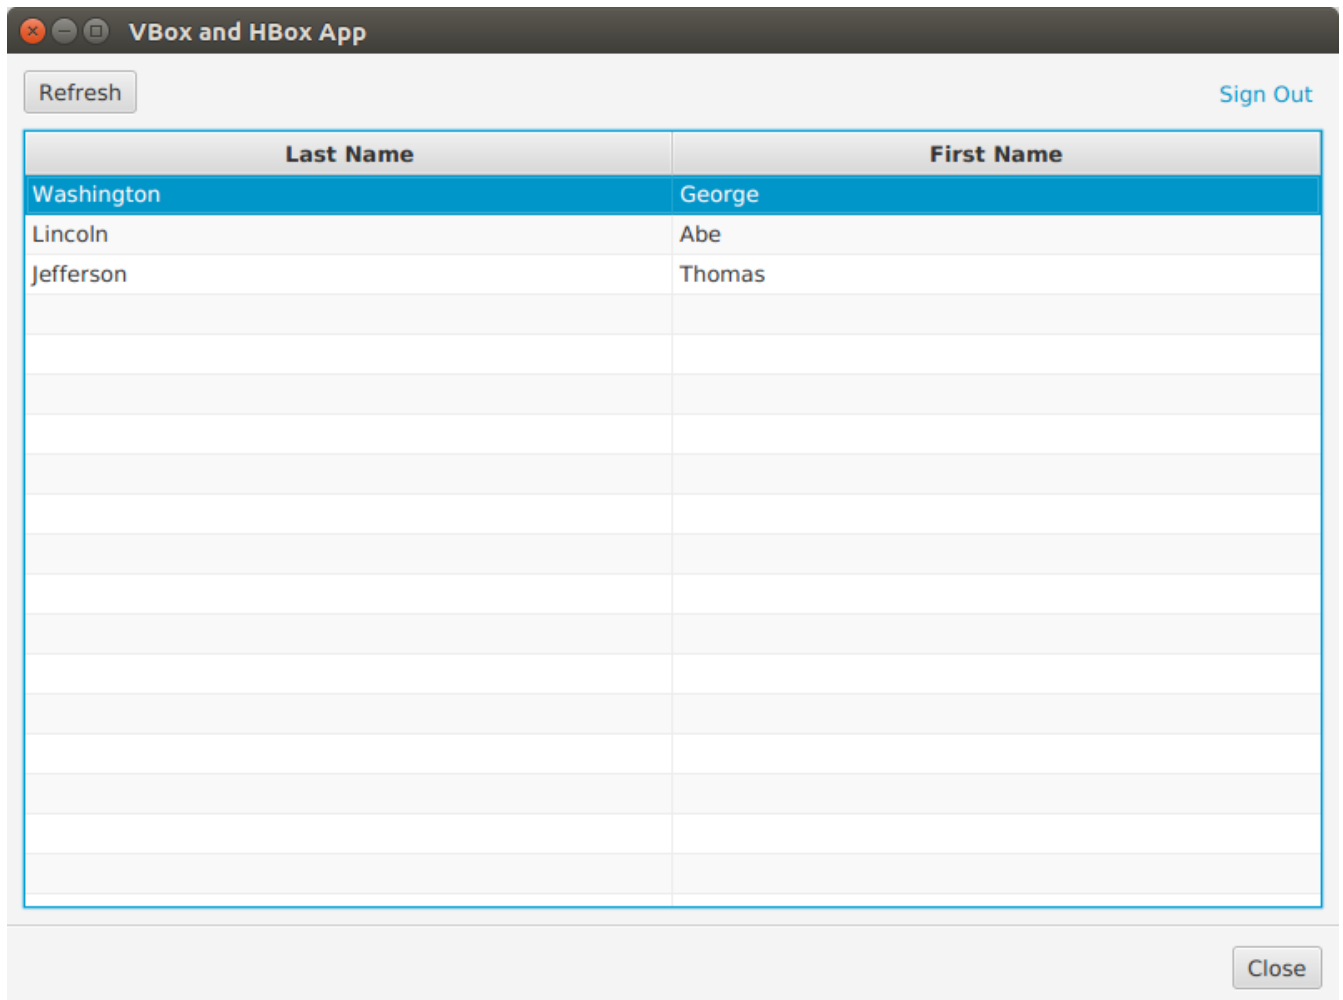 VBox and HBox App
Refresh
Sign Out
Last Name First Name
Washington George
Lincoln Abe
Jefferson Thomas
Close